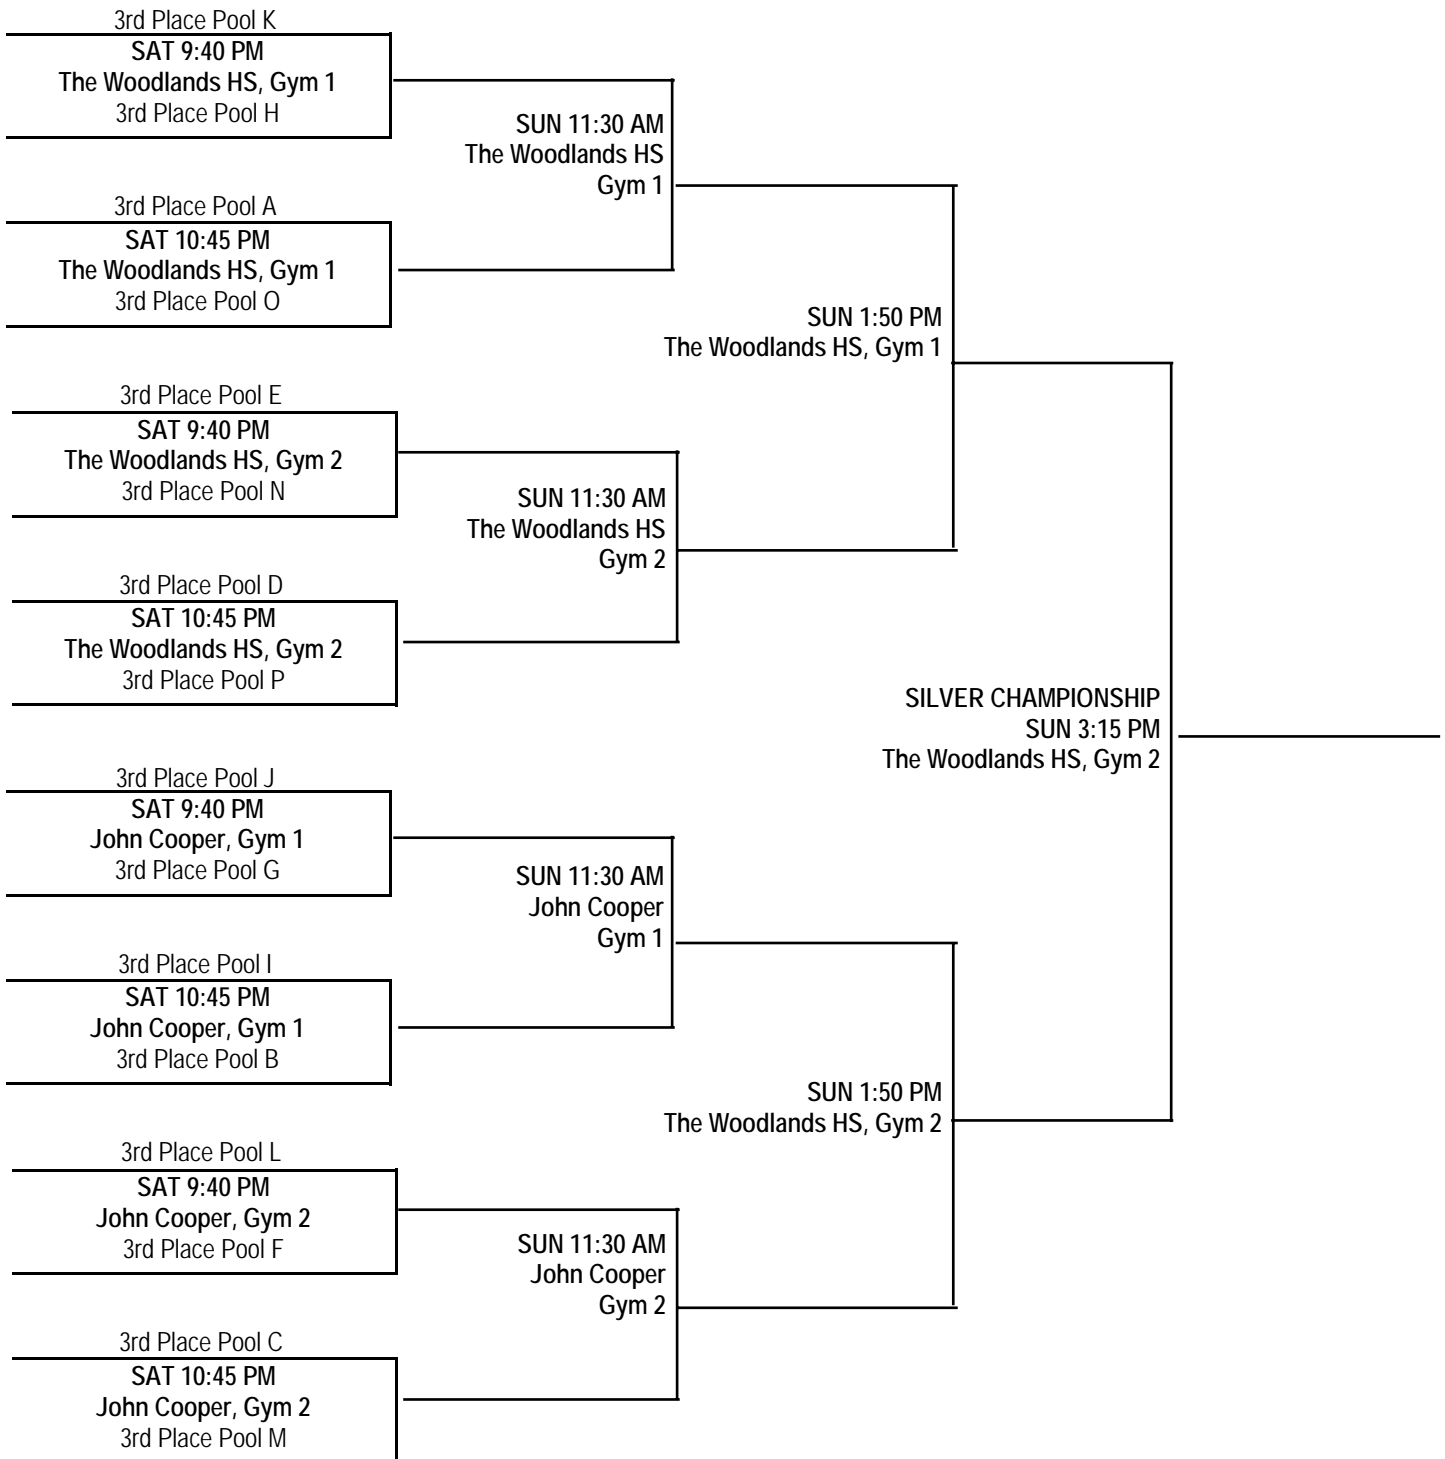 3rd Place Pool K
SAT 9:40 PM
The Woodlands HS, Gym 1
3rd Place Pool H
SUN 11:30 AM
The Woodlands HS
Gym 1
3rd Place Pool A
SAT 10:45 PM
The Woodlands HS, Gym 1
3rd Place Pool O
SUN 1:50 PM
The Woodlands HS, Gym 1
3rd Place Pool E
SAT 9:40 PM
The Woodlands HS, Gym 2
3rd Place Pool N
SUN 11:30 AM
The Woodlands HS
Gym 2
3rd Place Pool D
SAT 10:45 PM
The Woodlands HS, Gym 2
3rd Place Pool P
SILVER CHAMPIONSHIP
SUN 3:15 PM
The Woodlands HS, Gym 2
3rd Place Pool J
SAT 9:40 PM
John Cooper, Gym 1
3rd Place Pool G
SUN 11:30 AM
John Cooper
Gym 1
3rd Place Pool I
SAT 10:45 PM
John Cooper, Gym 1
3rd Place Pool B
SUN 1:50 PM
The Woodlands HS, Gym 2
3rd Place Pool L
SAT 9:40 PM
John Cooper, Gym 2
3rd Place Pool F
SUN 11:30 AM
John Cooper
Gym 2
3rd Place Pool C
SAT 10:45 PM
John Cooper, Gym 2
3rd Place Pool M